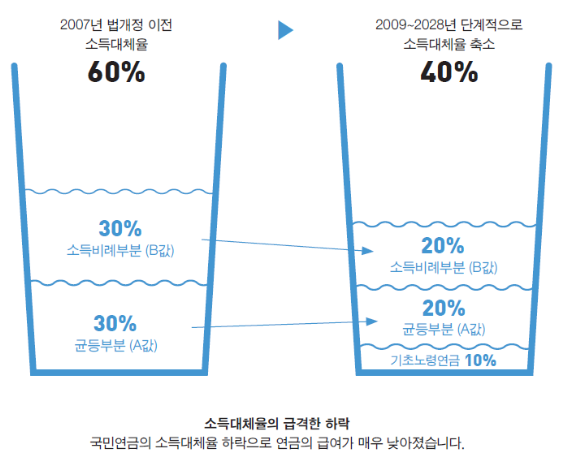 2007년 법개정 이전
소득대체율
60%
2009~2028년 단계적으로
소득대체율 축소
40%
30%
소득비례부분 (B값)
30%
균등부분 (A값)
20%
소득비례부분 (B값)
20%
균등부분 (A값)
기초노령연금 10%
소득대체율의 급격한 하락
국민연금의 소득대체율 하락으로 연금의 급여가 매우 낮아졌습니다.